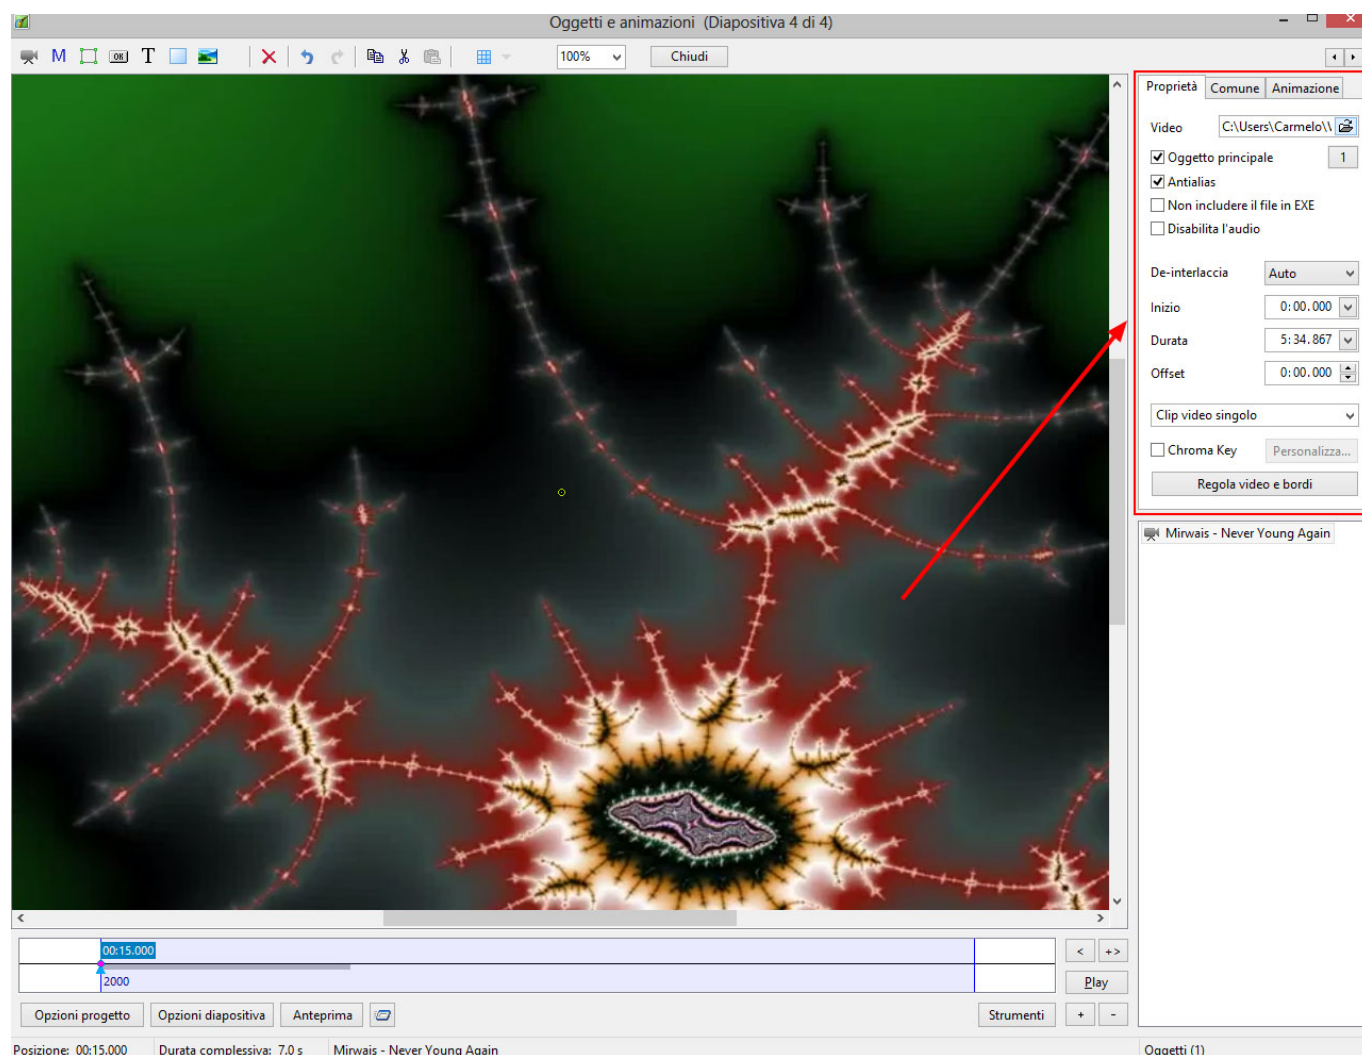 Oggetti e animazioni (Diapositiva 4 di 4)
M OK T 100% Chiudi
Proprietà Comune Animazione
Video C:\Users\Carmelo\\
Oggetto principale 1
Antialias
Non includere il file in EXE
Disabilita l'audio
De-interlaccia Auto
Inizio 0:00.000
Durata 5:34.867
Offset 0:00.000
Clip video singolo
Chroma Key Personalizza...
Regola video e bordi
Mirwais - Never Young Again
00:15.000
2000
< +>
Play
Opzioni progetto Opzioni diapositiva Anteprima Strumenti + -
Posizione: 00:15.000 Durata complessiva: 7.0 s Mirwais - Never Young Again Oggetti (1)